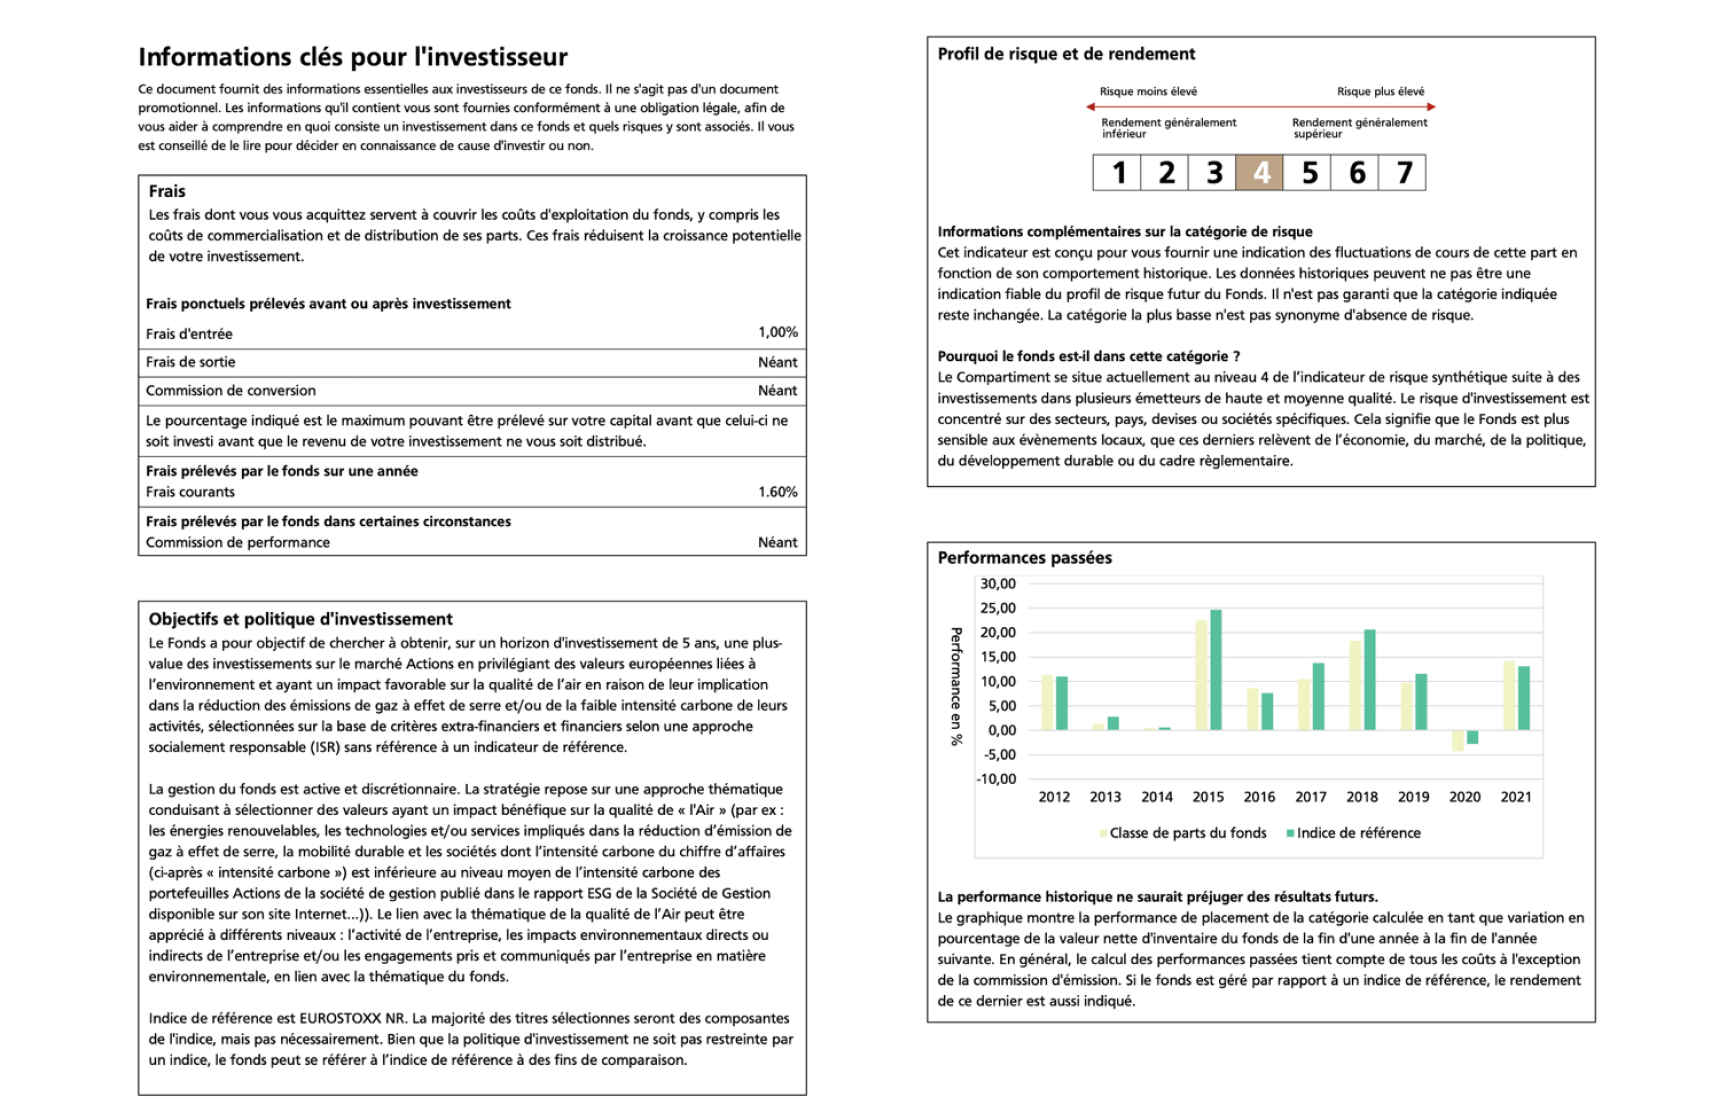 Informations clés pour l'investisseur
Ce document fournit des informations essentielles aux investisseurs de ce fonds. Il ne s'agit pas d'un document
promotionnel. Les informations qu'il contient vous sont fournies conformément à une obligation légale, afin de
vous aider à comprendre en quoi consiste un investissement dans ce fonds et quels risques y sont associés. Il vous
est conseillé de le lire pour décider en connaissance de cause d'investir ou non.
Frais
Les frais dont vous vous acquittez servent à couvrir les coûts d'exploitation du fonds, y compris les
coûts de commercialisation et de distribution de ses parts. Ces frais réduisent la croissance potentielle
de votre investissement.
Frais ponctuels prélevés avant ou après investissement
Frais d'entrée 1,00%
Frais de sortie Néant
Commission de conversion Néant
Le pourcentage indiqué est le maximum pouvant être prélevé sur votre capital avant que celui-ci ne
soit investi avant que le revenu de votre investissement ne vous soit distribué.
Frais prélevés par le fonds sur une année
Frais courants 1.60%
Frais prélevés par le fonds dans certaines circonstances
Commission de performance Néant
Objectifs et politique d'investissement
Le Fonds a pour objectif de chercher à obtenir, sur un horizon d'investissement de 5 ans, une plus-
value des investissements sur le marché Actions en privilégiant des valeurs européennes liées à
l’environnement et ayant un impact favorable sur la qualité de l’air en raison de leur implication
dans la réduction des émissions de gaz à effet de serre et/ou de la faible intensité carbone de leurs
activités, sélectionnées sur la base de critères extra-financiers et financiers selon une approche
socialement responsable (ISR) sans référence à un indicateur de référence.
La gestion du fonds est active et discrétionnaire. La stratégie repose sur une approche thématique
conduisant à sélectionner des valeurs ayant un impact bénéfique sur la qualité de « l'Air » (par ex :
les énergies renouvelables, les technologies et/ou services impliqués dans la réduction d’émission de
gaz à effet de serre, la mobilité durable et les sociétés dont l’intensité carbone du chiffre d’affaires
(ci-après « intensité carbone ») est inférieure au niveau moyen de l’intensité carbone des
portefeuilles Actions de la société de gestion publié dans le rapport ESG de la Société de Gestion
disponible sur son site Internet...)). Le lien avec la thématique de la qualité de l’Air peut être
apprécié à différents niveaux : l’activité de l’entreprise, les impacts environnementaux directs ou
indirects de l’entreprise et/ou les engagements pris et communiqués par l’entreprise en matière
environnementale, en lien avec la thématique du fonds.
Indice de référence est EUROSTOXX NR. La majorité des titres sélectionnes seront des composantes
de l'indice, mais pas nécessairement. Bien que la politique d'investissement ne soit pas restreinte par
un indice, le fonds peut se référer à l’indice de référence à des fins de comparaison.
Profil de risque et de rendement
Risque moins élevé Risque plus élevé
Rendement généralement Rendement généralement
inférieur supérieur
1 2 3 4 5 6 7
Informations complémentaires sur la catégorie de risque
Cet indicateur est conçu pour vous fournir une indication des fluctuations de cours de cette part en
fonction de son comportement historique. Les données historiques peuvent ne pas être une
indication fiable du profil de risque futur du Fonds. Il n'est pas garanti que la catégorie indiquée
reste inchangée. La catégorie la plus basse n'est pas synonyme d'absence de risque.
Pourquoi le fonds est-il dans cette catégorie ?
Le Compartiment se situe actuellement au niveau 4 de l’indicateur de risque synthétique suite à des
investissements dans plusieurs émetteurs de haute et moyenne qualité. Le risque d'investissement est
concentré sur des secteurs, pays, devises ou sociétés spécifiques. Cela signifie que le Fonds est plus
sensible aux évènements locaux, que ces derniers relèvent de l’économie, du marché, de la politique,
du développement durable ou du cadre règlementaire.
Performances passées
Performance en %
30,00
25,00
20,00
15,00
10,00
5,00
0,00
-5,00
-10,00
2012 2013 2014 2015 2016 2017 2018 2019 2020 2021
Classe de parts du fonds Indice de référence
La performance historique ne saurait préjuger des résultats futurs.
Le graphique montre la performance de placement de la catégorie calculée en tant que variation en
pourcentage de la valeur nette d'inventaire du fonds de la fin d'une année à la fin de l'année
suivante. En général, le calcul des performances passées tient compte de tous les coûts à l'exception
de la commission d'émission. Si le fonds est géré par rapport à un indice de référence, le rendement
de ce dernier est aussi indiqué.